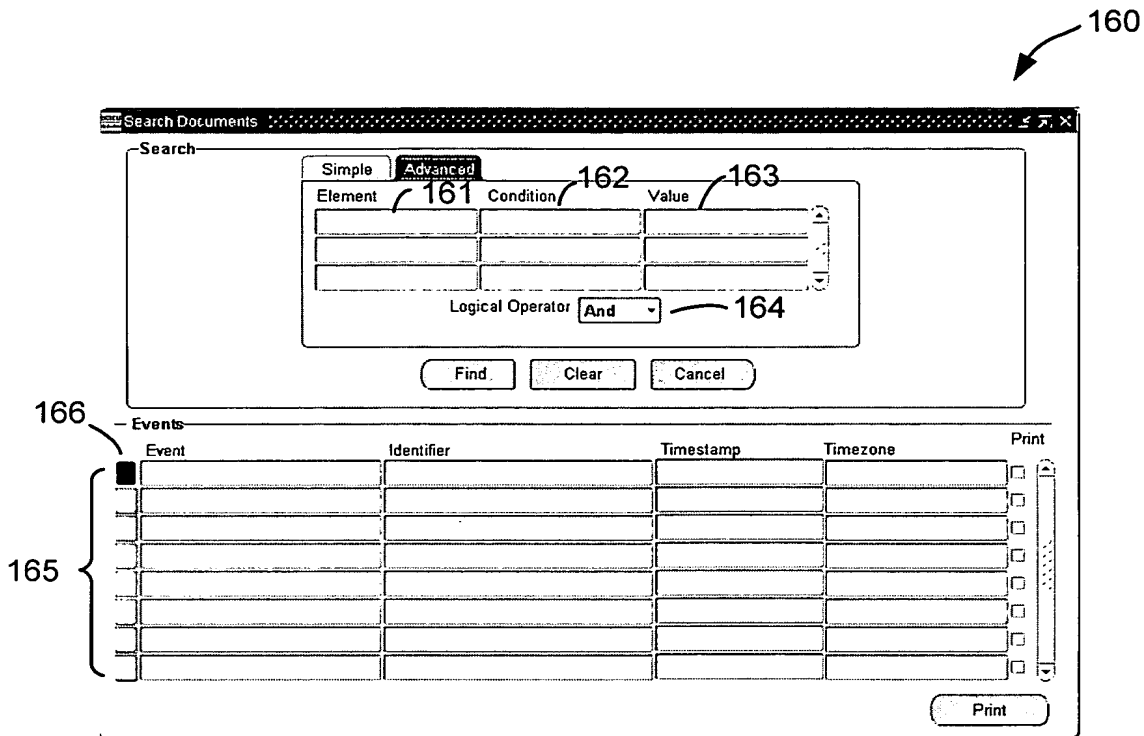 160
Search Documents
Search
Simple Advanced
Element 161 Condition 162 Value 163
Logical Operator And 164
Find Clear Cancel
166
Events
Event Identifier Timestamp Timezone Print
165
Print